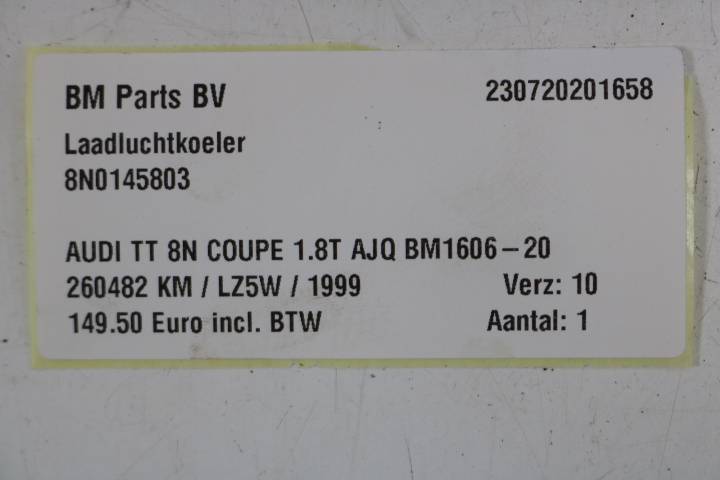 BM Parts BV 230720201658
Laadluchtkoeler
8N0145803
AUDI TT 8N COUPE 1.8T AJQ BM1606-20
260482 KM / LZ5W / 1999 Verz: 10
149.50 Euro incl. BTW Aantal: 1